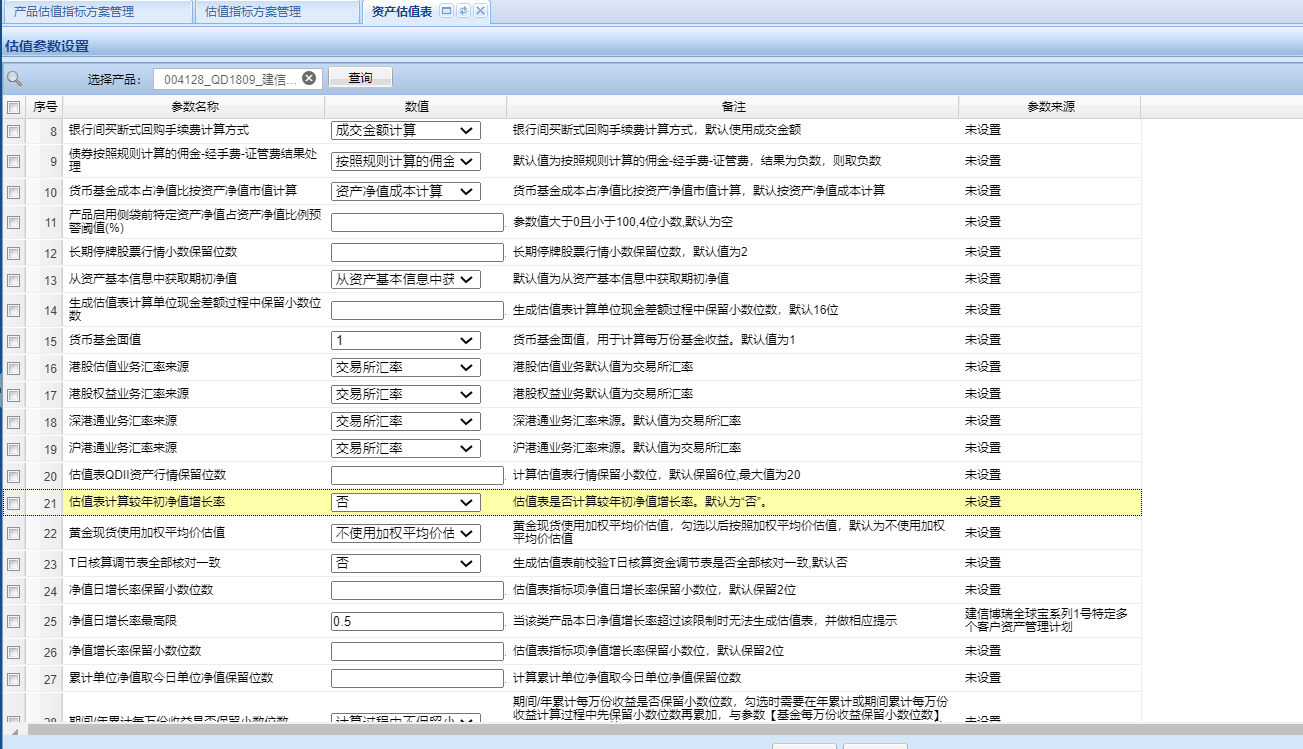 产品估值指标方案管理 估值指标方案管理 资产估值表
估值参数设置
选择产品： 004128_QD1809_建信... 查询
序号 参数名称 数值 备注 参数来源
8 银行间买断式回购手续费计算方式 成交金额计算 银行间买断式回购手续费计算方式，默认使用成交金额 未设置
9 债券按照规则计算的佣金-经手费-证管费结果处理 按照规则计算的佣金 默认值为按照规则计算的佣金-经手费-证管费，结果为负数，则取负数 未设置
10 货币基金成本占净值比按资产净值市值计算 资产净值成本计算 货币基金成本占净值比按资产净值市值计算，默认按资产净值成本计算 未设置
11 产品启用侧袋前特定资产净值占资产净值比例预警阈值(%) 参数值大于0且小于100,4位小数,默认为空 未设置
12 长期停牌股票行情小数保留位数 长期停牌股票行情小数保留位数，默认值为2 未设置
13 从资产基本信息中获取期初净值 从资产基本信息中获 默认值为从资产基本信息中获取期初净值 未设置
14 生成估值表计算单位现金差额过程中保留小数位数 生成估值表计算单位现金差额过程中保留小数位数，默认16位 未设置
15 货币基金面值 1 货币基金面值，用于计算每万份基金收益。默认值为1 未设置
16 港股估值业务汇率来源 交易所汇率 港股估值业务默认值为交易所汇率 未设置
17 港股权益业务汇率来源 交易所汇率 港股权益业务默认值为交易所汇率 未设置
18 深港通业务汇率来源 交易所汇率 深港通业务汇率来源。默认值为交易所汇率 未设置
19 沪港通业务汇率来源 交易所汇率 沪港通业务汇率来源。默认值为交易所汇率 未设置
20 估值表QDII资产行情保留位数 计算估值表行情保留小数位，默认保留6位,最大值为20 未设置
21 估值表计算较年初净值增长率 否 估值表是否计算较年初净值增长率。默认为“否”。 未设置
22 黄金现货使用加权平均价估值 不使用加权平均价估 黄金现货使用加权平均价估值，勾选以后按照加权平均价估值，默认为不使用加权平均价估值 未设置
23 T日核算调节表全部核对一致 否 生成估值表前校验T日核算资金调节表是否全部核对一致,默认否 未设置
24 净值日增长率保留小数位数 估值表指标项净值日增长率保留小数位，默认保留2位 未设置
25 净值日增长率最高限 0.5 当该类产品本日净值增长率超过该限制时无法生成估值表，并做相应提示 建信博瑞全球宝系列1号特定多个客户资产管理计划
26 净值增长率保留小数位数 估值表指标项净值增长率保留小数位，默认保留2位 未设置
27 累计单位净值取今日单位净值保留位数 计算累计单位净值取今日单位净值保留位数 未设置
28 期间/年累计每万份收益是否保留小数位数 计算过程中不保留小 期间/年累计每万份收益是否保留小数位数，勾选时需要在年累计或期间累计每万份收益计算过程中先保留小数位数再累加，与参数【基金每万份收益保留小数位数】 未设置